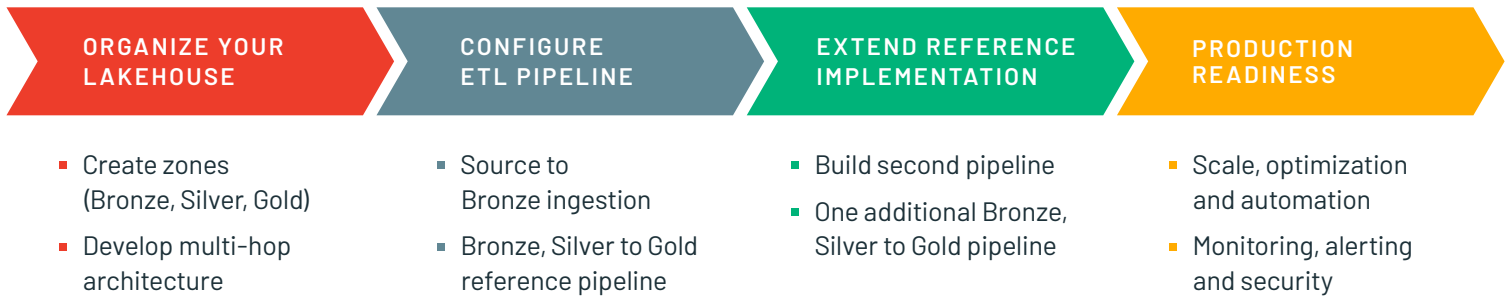 ORGANIZE YOUR
LAKEHOUSE
Create zones
(Bronze, Silver, Gold)
Develop multi-hop
architecture
CONFIGURE
ETL PIPELINE
Source to
Bronze ingestion
Bronze, Silver to Gold
reference pipeline
EXTEND REFERENCE
IMPLEMENTATION
Build second pipeline
One additional Bronze,
Silver to Gold pipeline
PRODUCTION
READINESS
Scale, optimization
and automation
Monitoring, alerting
and security